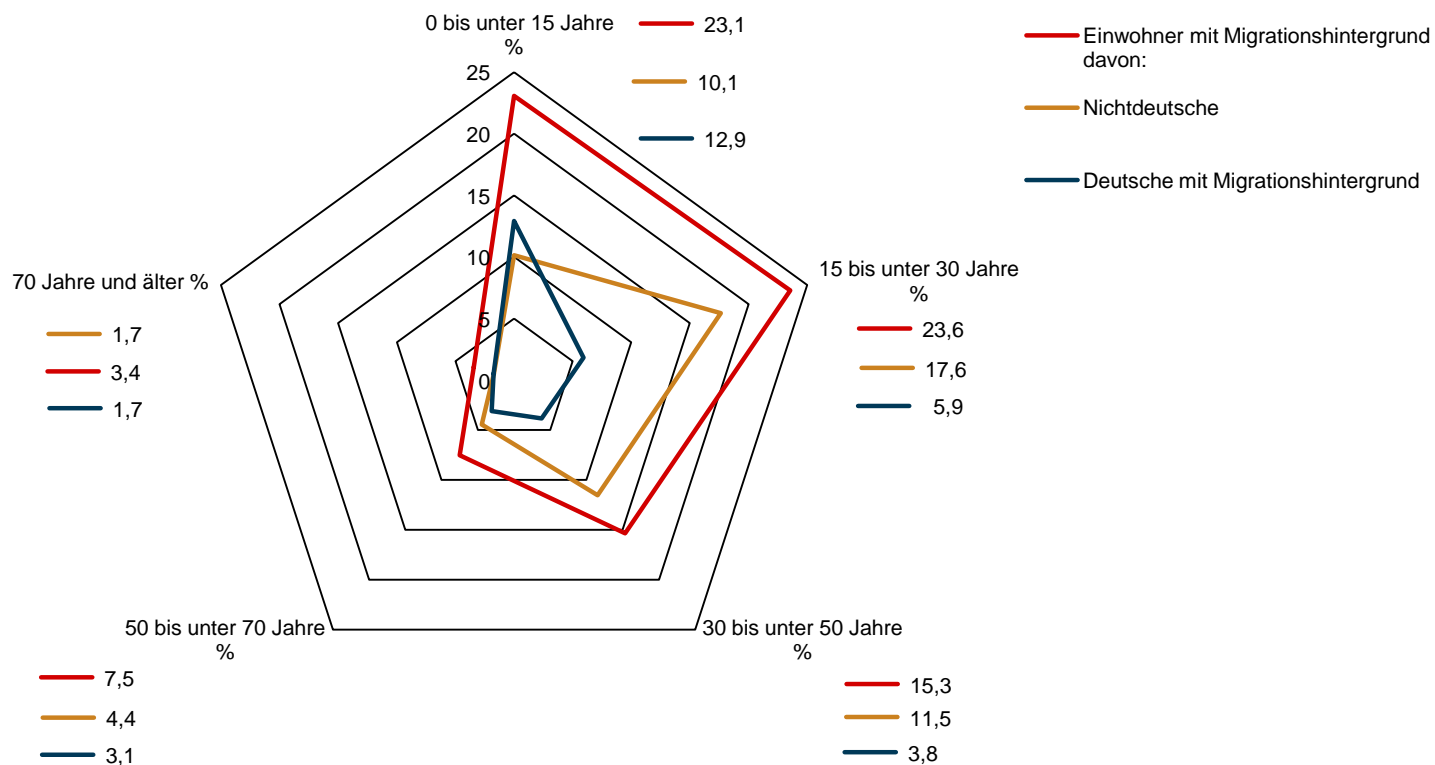 0 bis unter 15 Jahre
%
23,1
10,1
12,9
Einwohner mit Migrationshintergrund
davon:
Nichtdeutsche
Deutsche mit Migrationshintergrund
25
20
15
10
5
0
15 bis unter 30 Jahre
%
23,6
17,6
5,9
70 Jahre und älter %
1,7
3,4
1,7
50 bis unter 70 Jahre
%
7,5
4,4
3,1
30 bis unter 50 Jahre
%
15,3
11,5
3,8